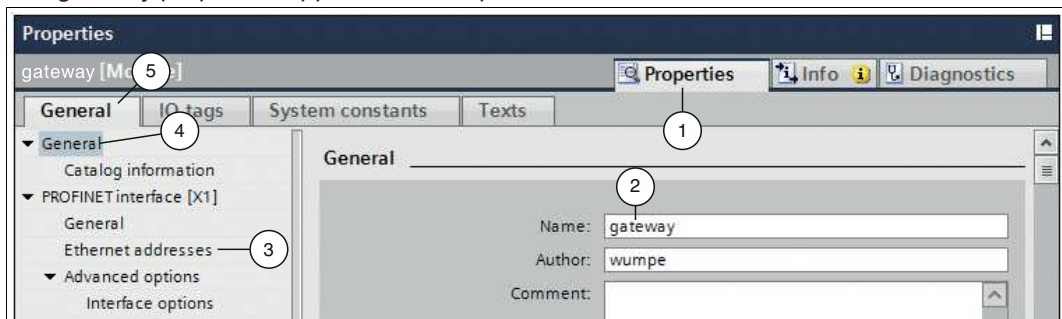 Properties
gateway [Mo e] 5 Properties Info Diagnostics
General IO tags System constants Texts
4 1
General General
Catalog information
PROFINET interface [X1] 2
General Name: gateway
Ethernet addresses 3 Author: wumpe
Advanced options Comment:
Interface options